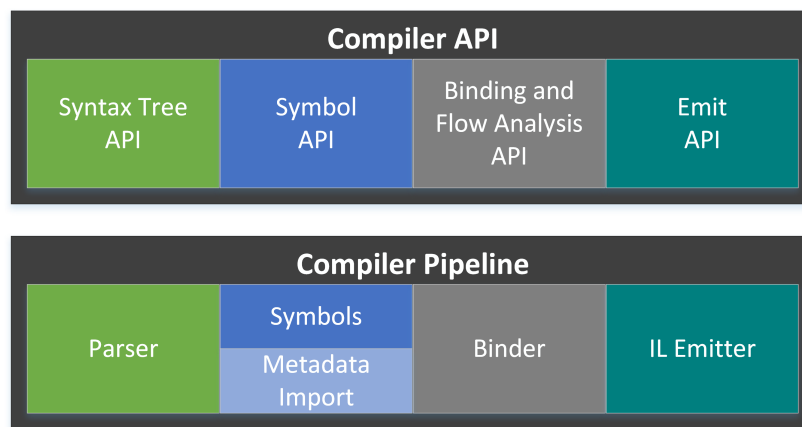 Compiler API
Syntax Tree
API
Symbol
API
Binding and
Flow Analysis
API
Emit
API
Compiler Pipeline
Parser
Symbols
Metadata
Import
Binder
IL Emitter